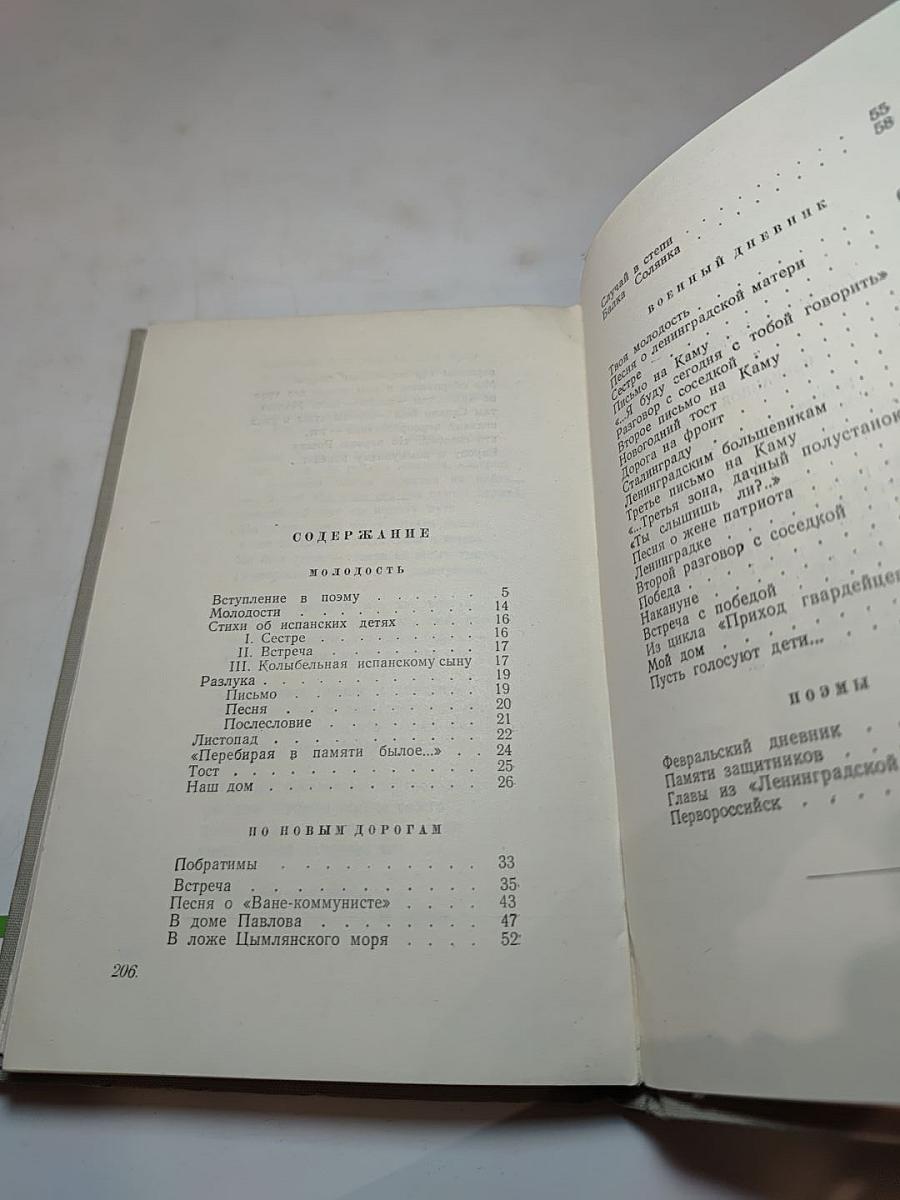 СОДЕРЖАНИЕ
МОЛОДОСТЬ
Вступление в поэму . . . . . . 5
Молодости . . . . . . . . . 14
Стихи об испанских детях . . . . 16
I. Сестре . . . . . . . . 16
II. Встреча . . . . . . . . 17
III. Колыбельная испанскому сыну 17
Разлука . . . . . . . . . . . 19
Письмо . . . . . . . . . . 19
Песня . . . . . . . . . . 20
Послесловие . . . . . . . . 21
Листопад . . . . . . . . . . 22
«Перебирая в памяти былое...» . . 24
Тост . . . . . . . . . . . . 25
Наш дом . . . . . . . . . . . 26
ПО НОВЫМ ДОРОГАМ
Побратимы . . . . . . . . . . 33
Встреча . . . . . . . . . . . 35
Песня о «Ване-коммунисте» . . . . 43
В доме Павлова . . . . . . . . 47
В ложе Цымлянского моря . . . . 52
206
Случай в степи . . . . . . . . 55
Балка Солянка . . . . . . . . 58
ВОЕННЫЙ ДНЕВНИК
Твоя молодость . . . . . . .
Песня о ленинградской матери
Сестре . . . . . . . .
Письмо на Каму . . . . .
«...Я буду сегодня с тобой говорить»
Разговор с соседкой . . . .
Второе письмо на Каму
Новогодний тост . . . .
Дорога на фронт . . . .
Сталинграду . . . . . .
Ленинградским большевикам . .
Третье письмо на Каму . . .
«...Третья зона, дачный полустанок
«Ты слышишь ли?..» . . . .
Песня о жене патриота . . .
Ленинградке . . . . . .
Второй разговор с соседкой . .
Победа . . . . . . . .
Накануне . . . . . . .
Встреча с победой . . . .
Из цикла «Приход гвардейцев
Мой дом . . . . . . .
Пусть голосуют дети... . . .
ПОЭМЫ
Февральский дневник . . .
Памяти защитников . . . .
Главы из «Ленинградской
Первороссийск . . . . .